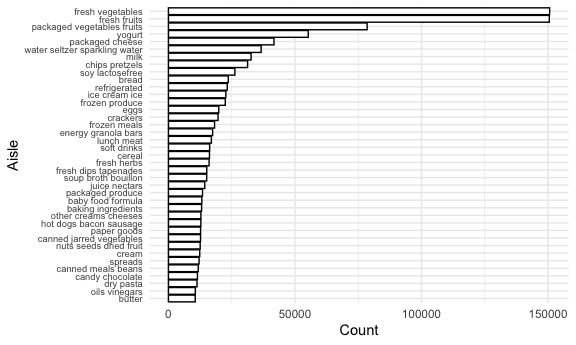 fresh vegetables
fresh fruits
packaged vegetables fruits
yogurt
packaged cheese
water seltzer sparkling water
milk
chips pretzels
soy lactosefree
bread
refrigerated
ice cream ice
frozen produce
eggs
crackers
frozen meals
energy granola bars
lunch meat
soft drinks
cereal
fresh herbs
fresh dips tapenades
soup broth bouillon
juice nectars
packaged produce
baby food formula
baking ingredients
other creams cheeses
hot dogs bacon sausage
paper goods
canned jarred vegetables
nuts seeds dried fruit
cream
spreads
canned meals beans
candy chocolate
dry pasta
oils vinegars
butter
Aisle
0 50000 100000 150000
Count